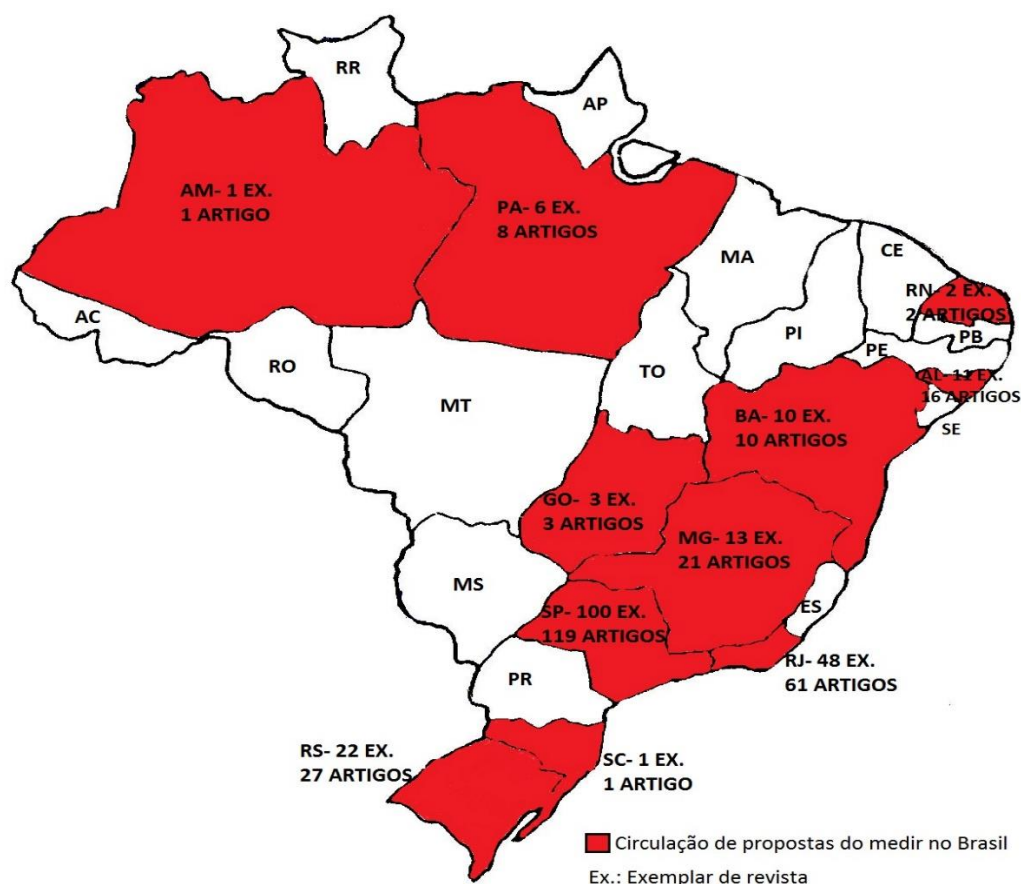 RR
AP
AM- 1 EX.
1 ARTIGO
PA- 6 EX.
8 ARTIGOS
MA
CE
RN- 2 EX.
2 ARTIGOS
AC
PI
PB
PE
RO
TO
AL- 11 EX.
16 ARTIGOS
MT
BA- 10 EX.
10 ARTIGOS
SE
GO- 3 EX.
3 ARTIGOS
MG- 13 EX.
21 ARTIGOS
MS
ES
SP- 100 EX.
119 ARTIGOS
RJ- 48 EX.
61 ARTIGOS
PR
RS- 22 EX.
27 ARTIGOS
SC- 1 EX.
1 ARTIGO
Circulação de propostas do medir no Brasil
Ex.: Exemplar de revista